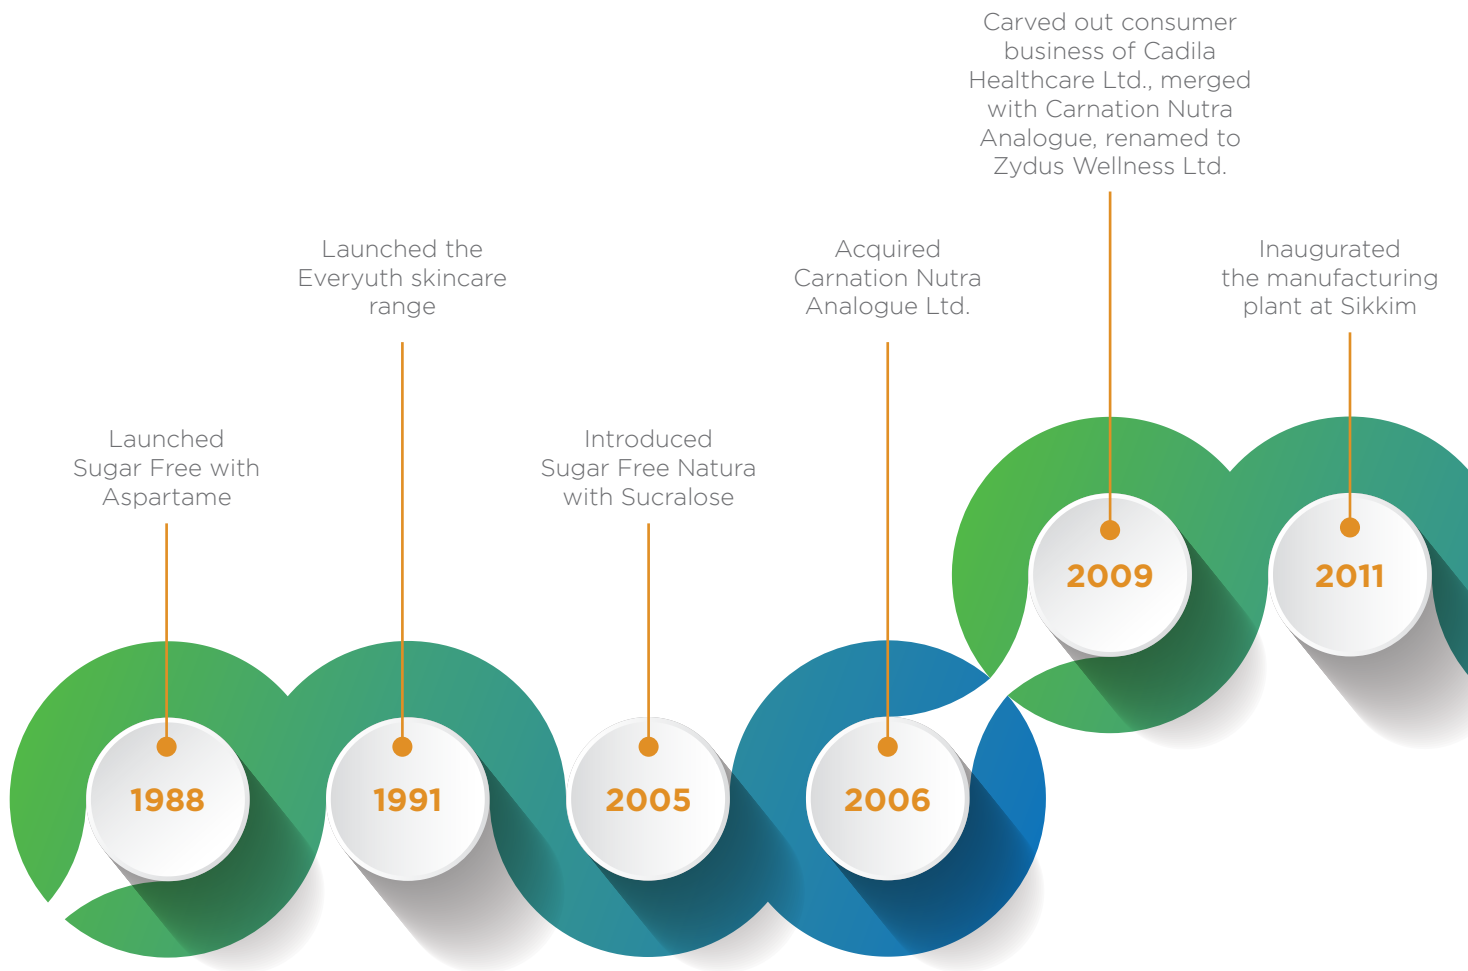 Launched
Sugar Free with
Aspartame
1988
Launched the
Everyuth skincare
range
1991
Introduced
Sugar Free Natura
with Sucralose
2005
Acquired
Carnation Nutra
Analogue Ltd.
2006
Carved out consumer
business of Cadila
Healthcare Ltd., merged
with Carnation Nutra
Analogue, renamed to
Zydus Wellness Ltd.
2009
Inaugurated
the manufacturing
plant at Sikkim
2011